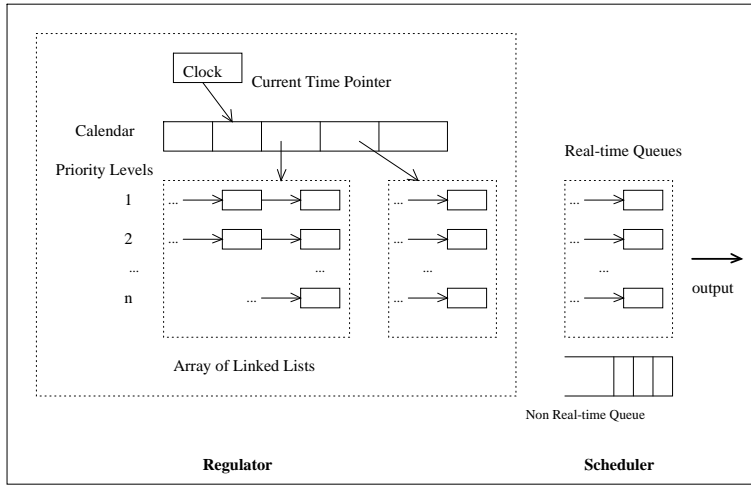 Clock
Current Time Pointer
Calendar
Real-time Queues
Priority Levels
1
...
...
...
2
...
...
...
...
...
...
...
n
...
...
...
output
Array of Linked Lists
Non Real-time Queue
Regulator
Scheduler